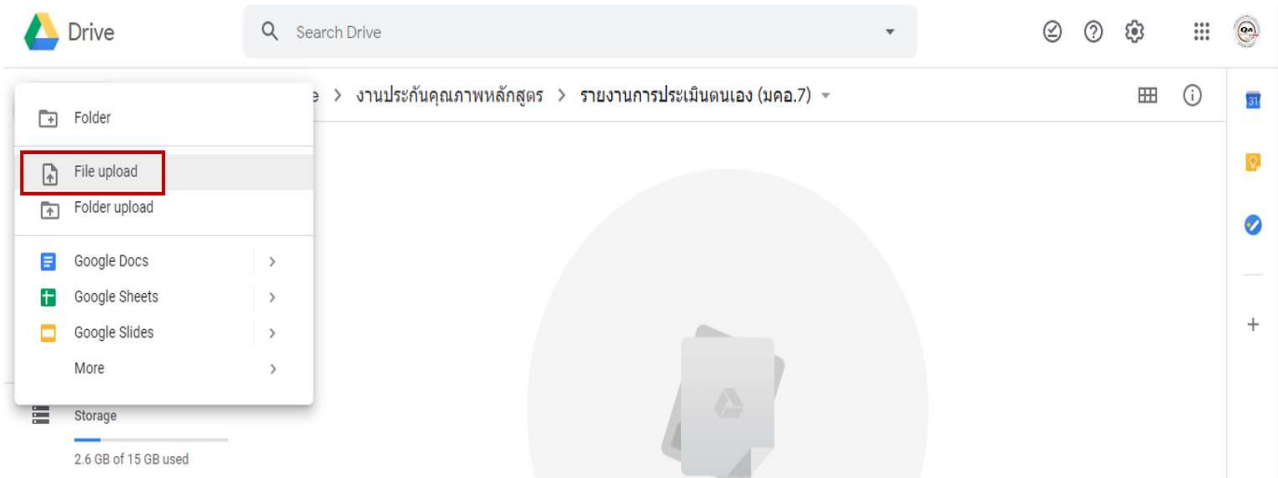 Drive
Search Drive
e > งานประกันคุณภาพหลักสูตร > รายงานการประเมินตนเอง (มคอ.7)
Folder
File upload
Folder upload
Google Docs
Google Sheets
Google Slides
More
Storage
2.6 GB of 15 GB used
31
QA